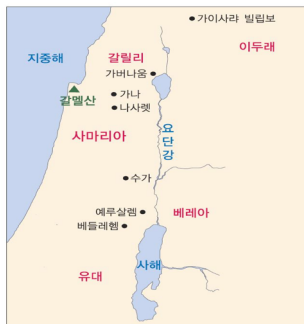 가이사랴 빌립보
이두래
지중해
갈릴리
가버나움
갈멜산
가나
나사렛
사마리아
요단강
수가
예루살렘
베레아
베들레헴
사해
유대